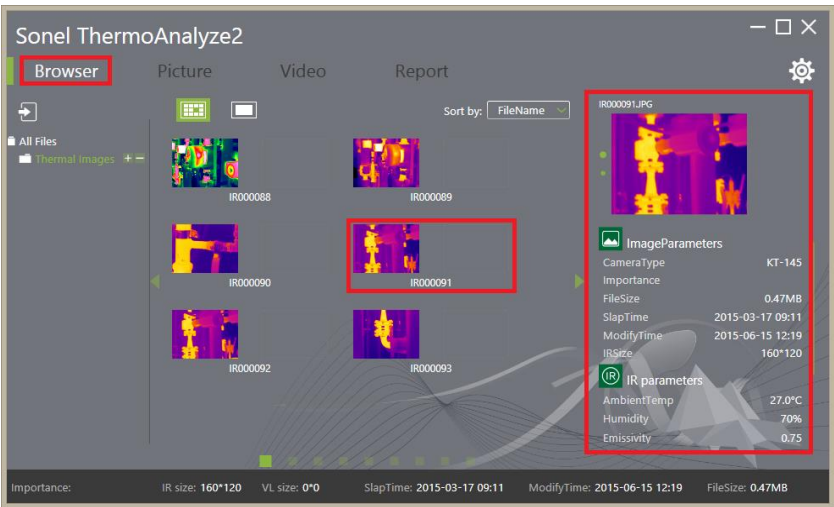 Sonel ThermoAnalyze2
Browser Picture Video Report
Sort by: FileName
All Files
Thermal images
IR000088 IR000089
IR000090 IR000091
IR000092 IR000093
IR000091.JPG
ImageParameters
CameraType KT-145
Importance
FileSize 0.47MB
SlapTime 2015-03-17 09:11
ModifyTime 2015-06-15 12:19
IRSize 160*120
IR IR parameters
AmbientTemp 27.0°C
Humidity 70%
Emissivity 0.75
Importance: IR size: 160*120 VL size: 0*0 SlapTime: 2015-03-17 09:11 ModifyTime: 2015-06-15 12:19 FileSize: 0.47MB